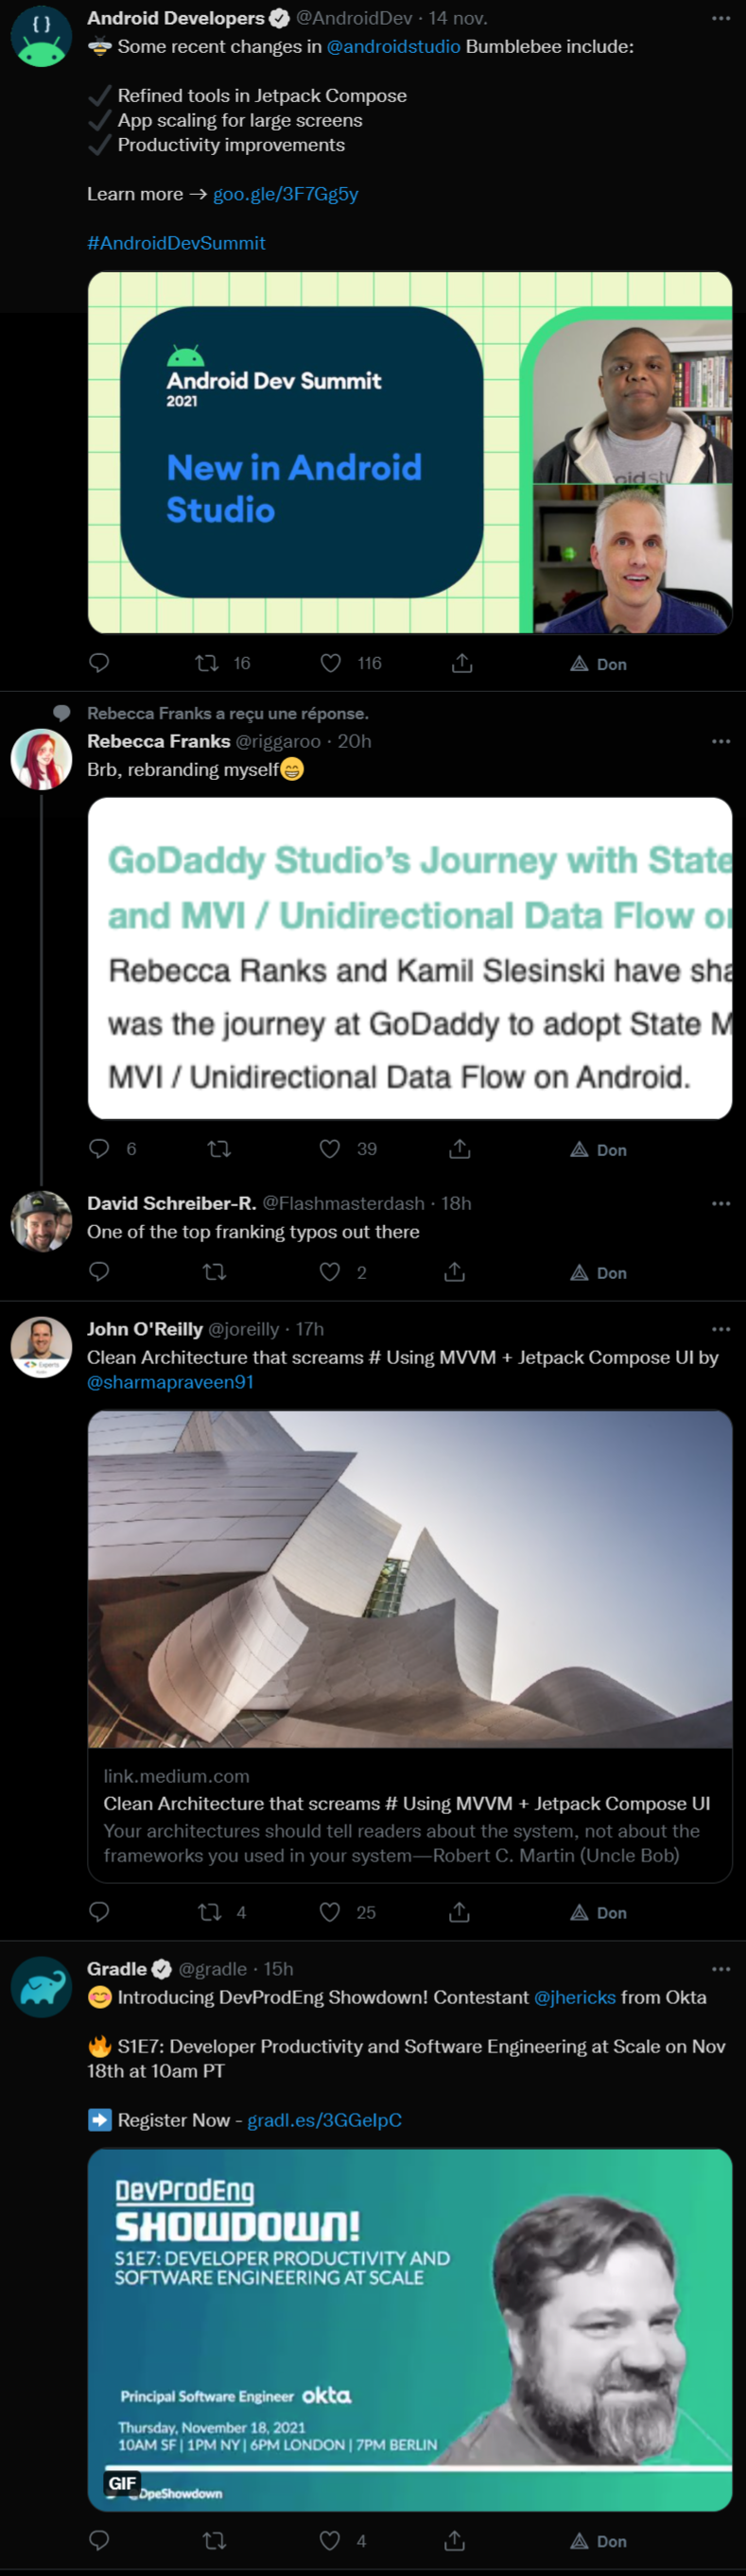 Android Developers @AndroidDev · 14 nov.
🐝 Some recent changes in @androidstudio Bumblebee include:
✔ Refined tools in Jetpack Compose
✔ App scaling for large screens
✔ Productivity improvements
Learn more → goo.gle/3F7Gg5y
#AndroidDevSummit
Android Dev Summit
2021
New in Android
Studio
16 116 Don
Rebecca Franks a reçu une réponse.
Rebecca Franks @riggaroo · 20h
Brb, rebranding myself😁
GoDaddy Studio's Journey with State
and MVI / Unidirectional Data Flow on
Rebecca Ranks and Kamil Slesinski have sha
was the journey at GoDaddy to adopt State M
MVI / Unidirectional Data Flow on Android.
6 39 Don
David Schreiber-R. @Flashmasterdash · 18h
One of the top franking typos out there
2 Don
John O'Reilly @joreilly · 17h
Clean Architecture that screams # Using MVVM + Jetpack Compose UI by
@sharmapraveen91
link.medium.com
Clean Architecture that screams # Using MVVM + Jetpack Compose UI
Your architectures should tell readers about the system, not about the
frameworks you used in your system—Robert C. Martin (Uncle Bob)
4 25 Don
Gradle @gradle · 15h
😊 Introducing DevProdEng Showdown! Contestant @jhericks from Okta
🔥 S1E7: Developer Productivity and Software Engineering at Scale on Nov
18th at 10am PT
➡ Register Now - gradl.es/3GGeIpC
DevProdEng
SHOWDOWN!
S1E7: DEVELOPER PRODUCTIVITY AND
SOFTWARE ENGINEERING AT SCALE
Principal Software Engineer okta
Thursday, November 18, 2021
10AM SF | 1PM NY | 6PM LONDON | 7PM BERLIN
GIF
@DpeShowdown
4 Don